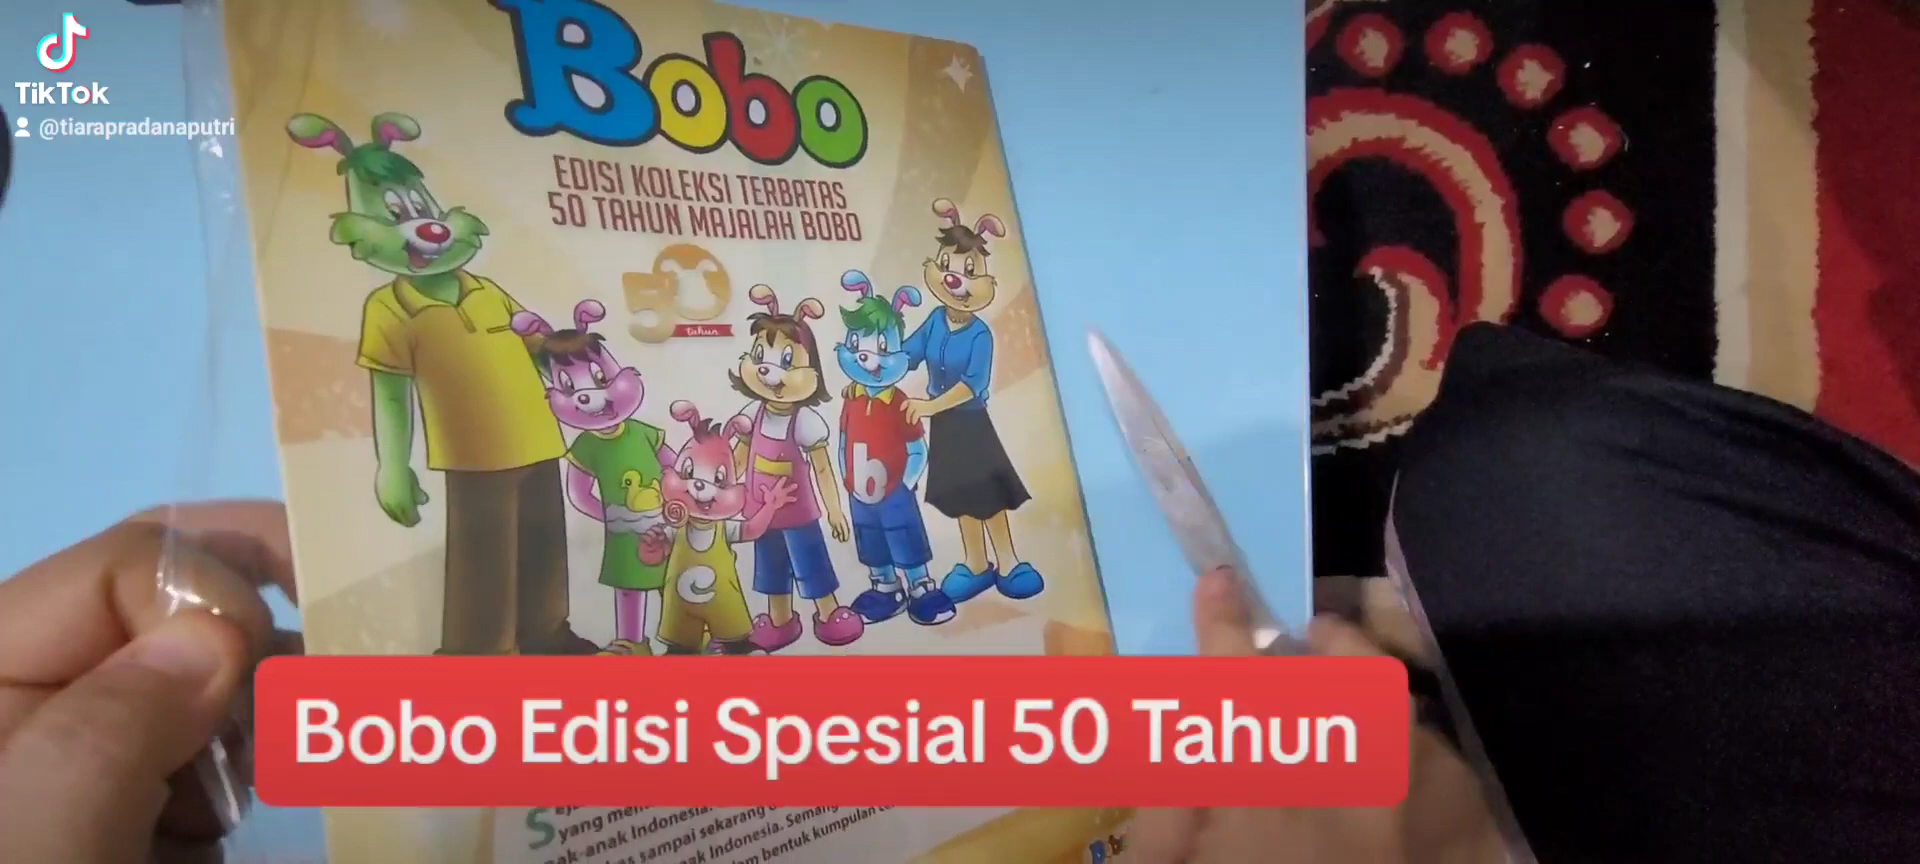 TikTok
@tiarapradanaputri
Bobo
EDISI KOLEKSI TERBATAS
50 TAHUN MAJALAH BOBO
50
tahun
b
e
Bobo Edisi Spesial 50 Tahun
yang
anak Indonesia.
sampai sekarang
Indonesia. Semang
bentuk kumpulan